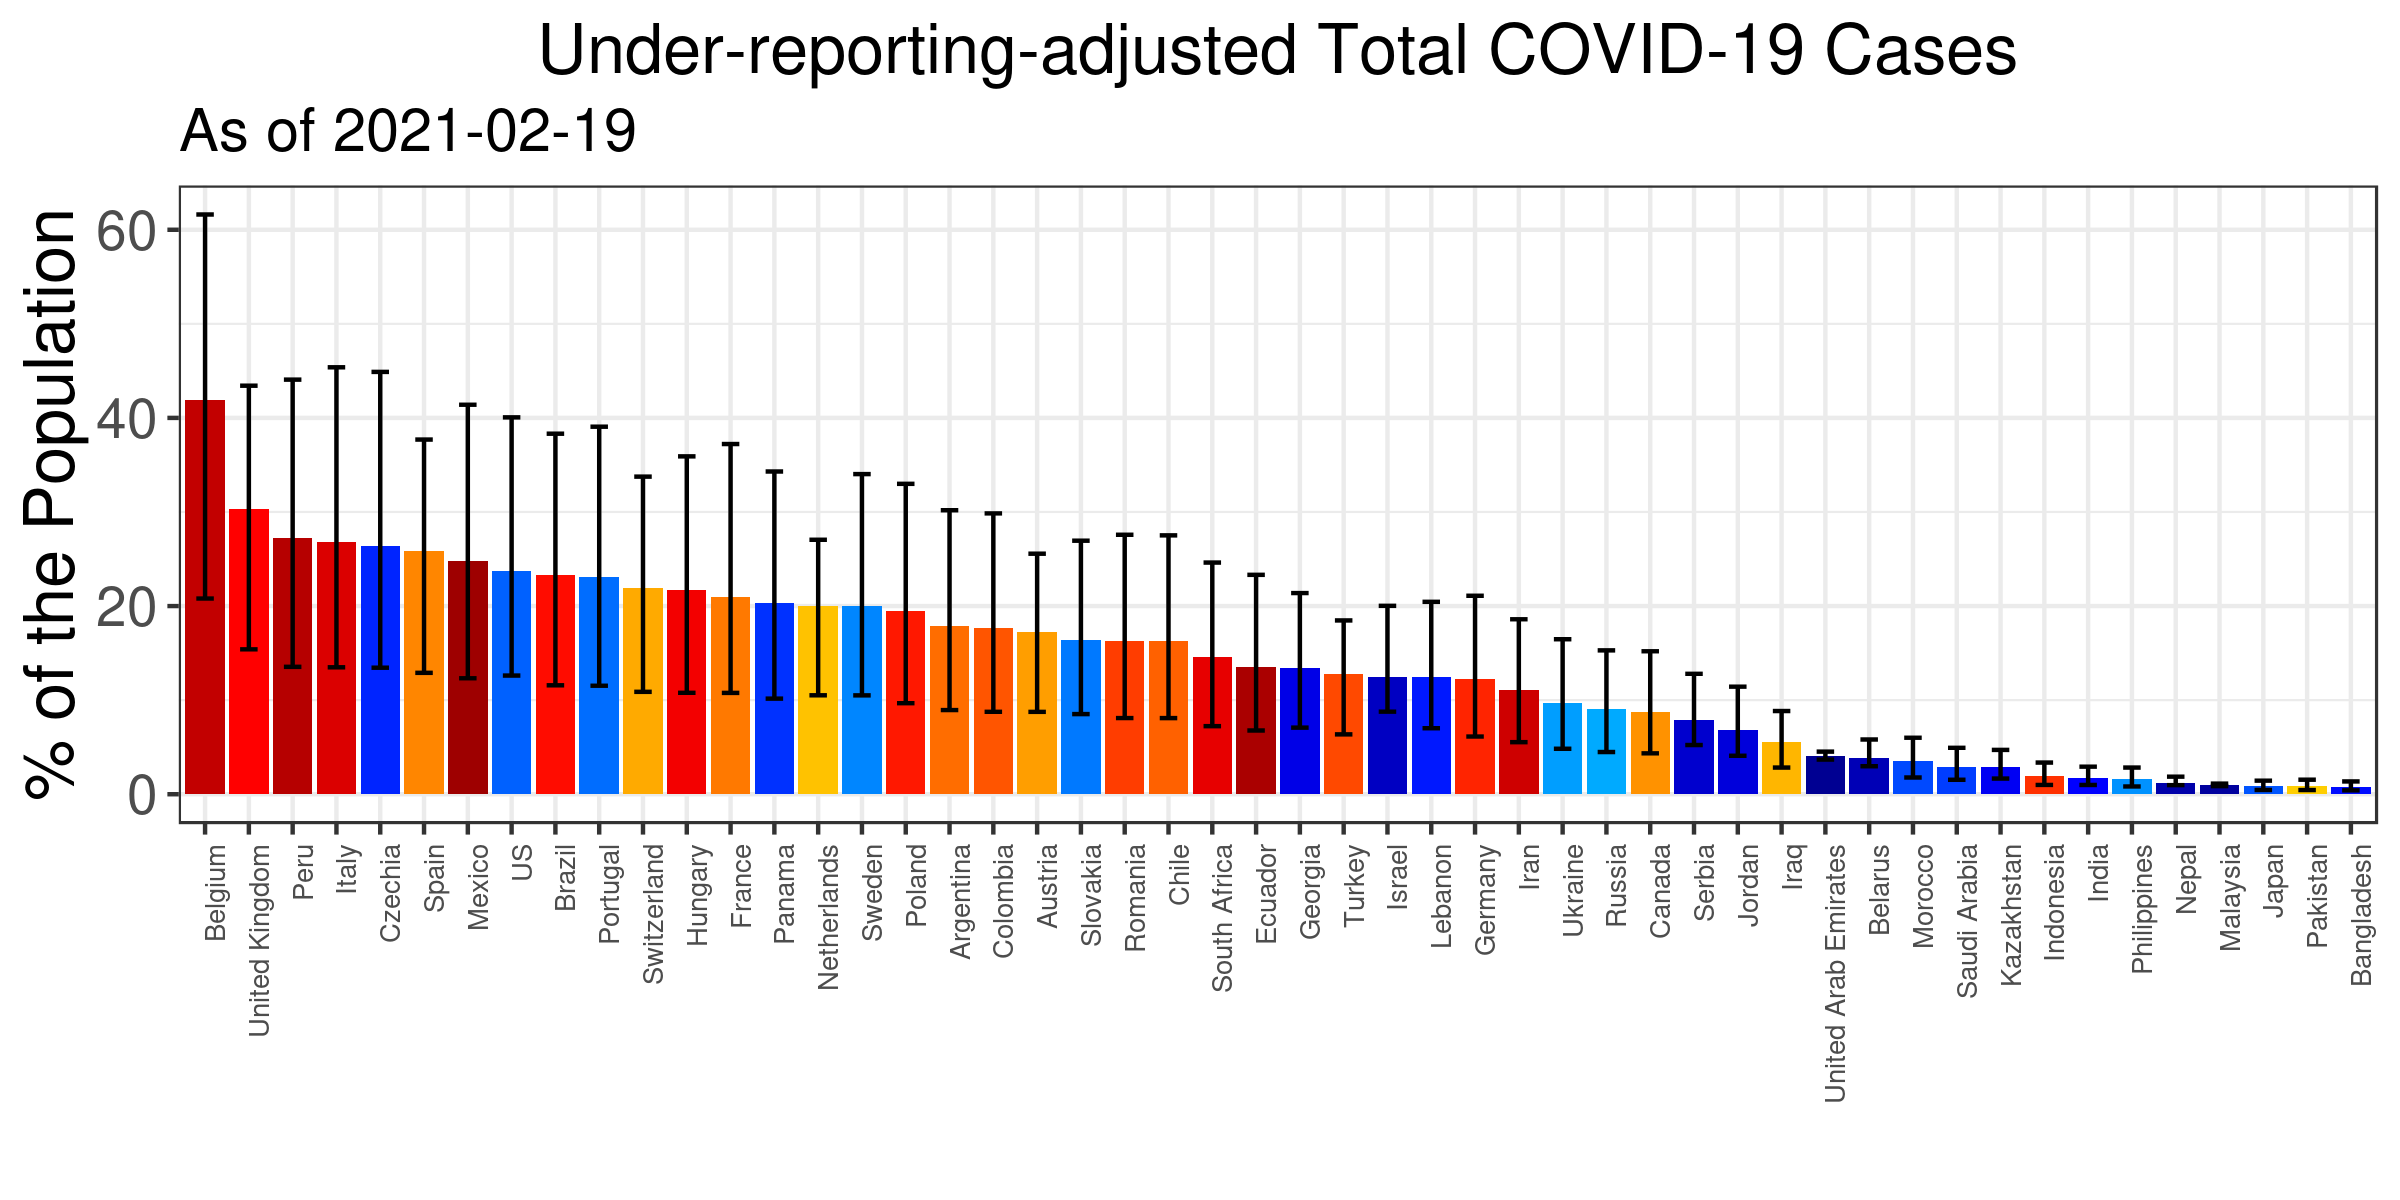 Under-reporting-adjusted Total COVID-19 Cases
As of 2021-02-19
% of the Population
60
40
20
0
Belgium
United Kingdom
Peru
Italy
Czechia
Spain
Mexico
US
Brazil
Portugal
Switzerland
Hungary
France
Panama
Netherlands
Sweden
Poland
Argentina
Colombia
Austria
Slovakia
Romania
Chile
South Africa
Ecuador
Georgia
Turkey
Israel
Lebanon
Germany
Iran
Ukraine
Russia
Canada
Serbia
Jordan
Iraq
United Arab Emirates
Belarus
Morocco
Saudi Arabia
Kazakhstan
Indonesia
India
Philippines
Nepal
Malaysia
Japan
Pakistan
Bangladesh